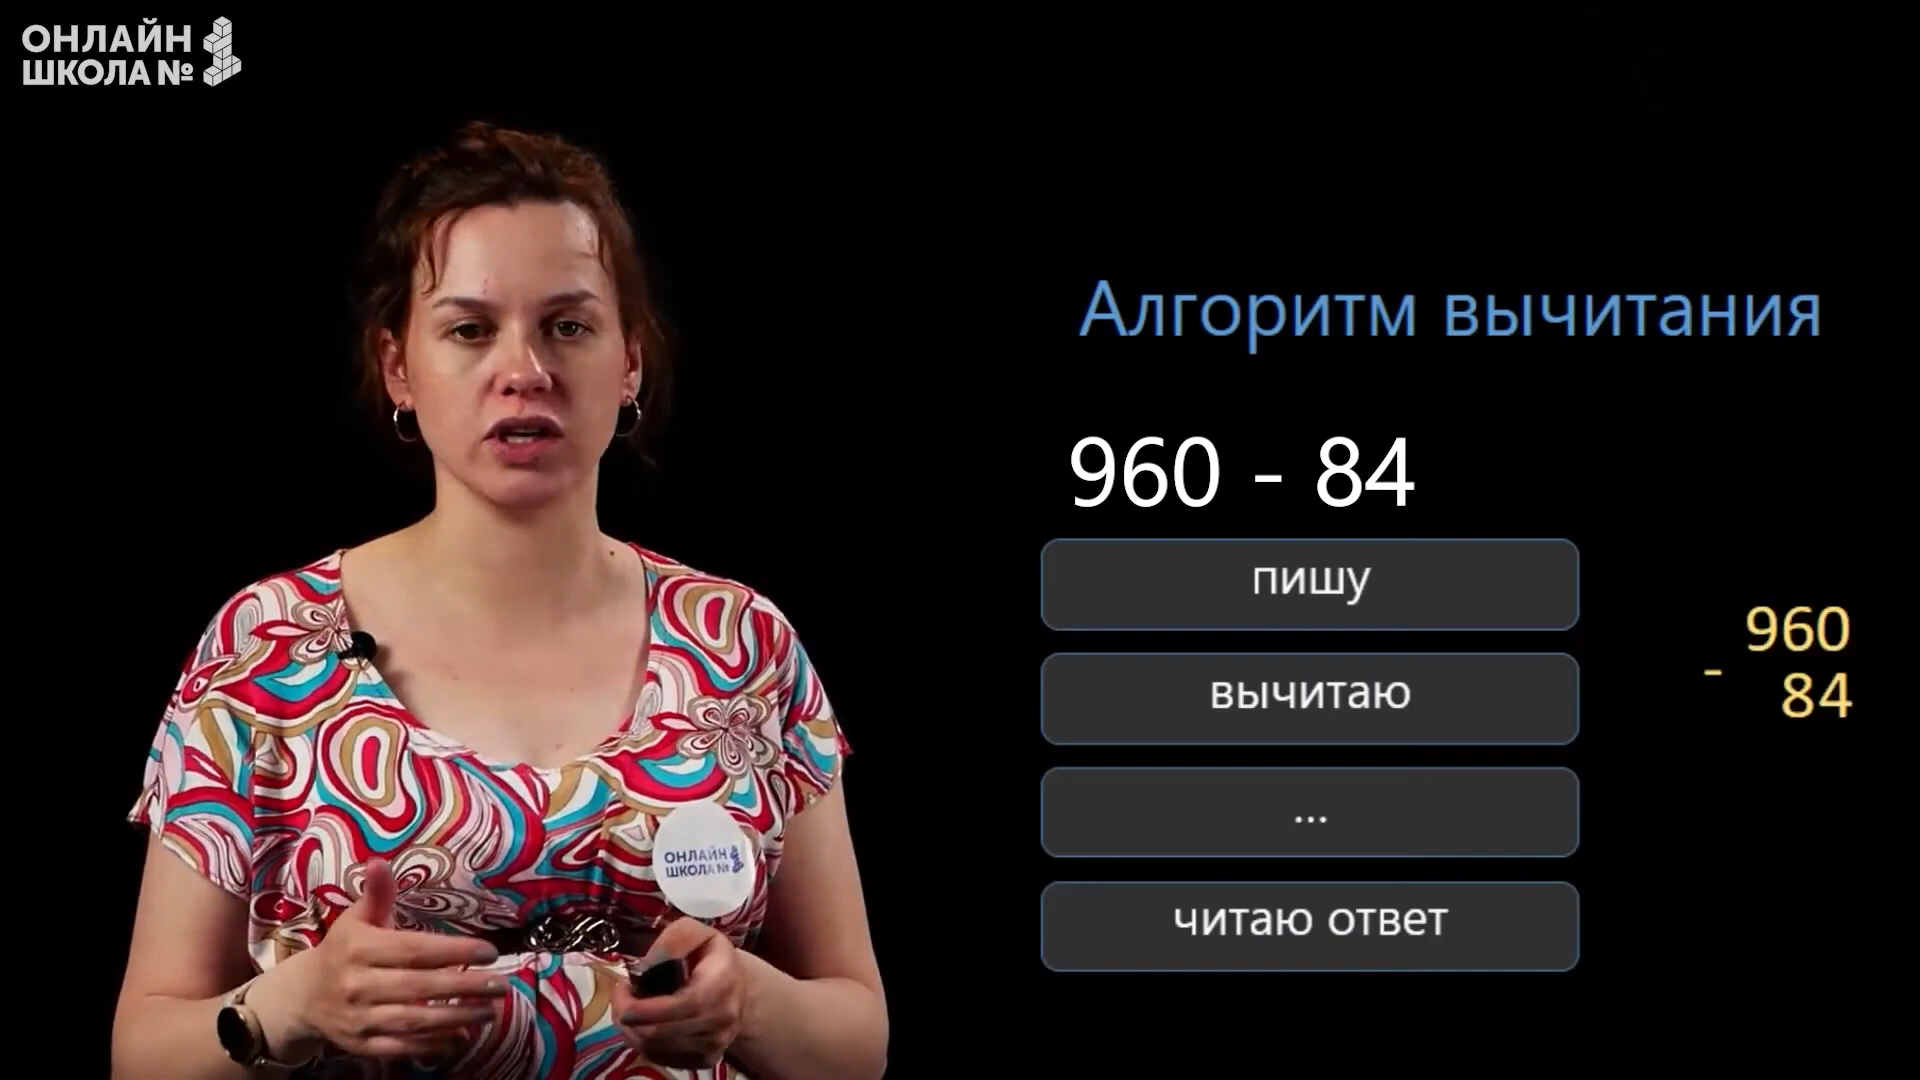 ОНЛАЙН
ШКОЛА №
Алгоритм вычитания
960 - 84
пишу
вычитаю
...
читаю ответ
960
-
84
ОНЛАЙН
ШКОЛА №